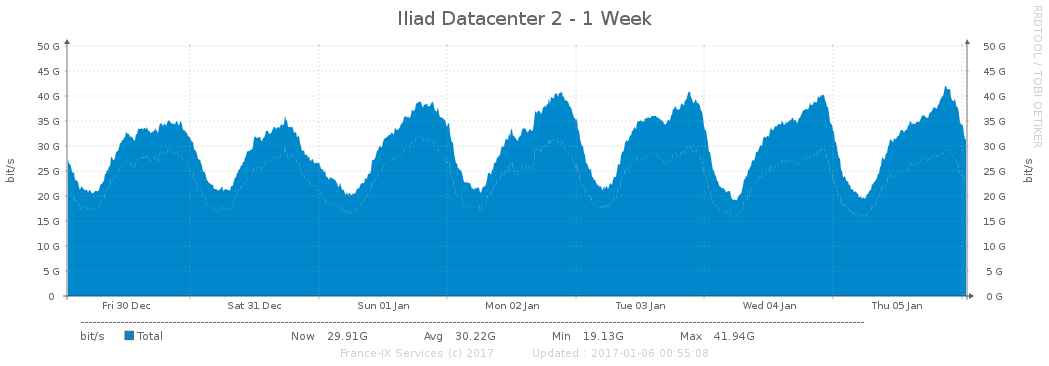 Iliad Datacenter 2 - 1 Week
RRDTOOL / TOBI OETIKER
50 G 50 G
45 G 45 G
40 G 40 G
35 G 35 G
30 G 30 G
25 G 25 G
20 G 20 G
15 G 15 G
10 G 10 G
5 G 5 G
0 0 G
bit/s bit/s
Fri 30 Dec Sat 31 Dec Sun 01 Jan Mon 02 Jan Tue 03 Jan Wed 04 Jan Thu 05 Jan
bit/s Total Now 29.91G Avg 30.22G Min 19.13G Max 41.94G
France-IX Services (c) 2017 Updated : 2017-01-06 00:55:08